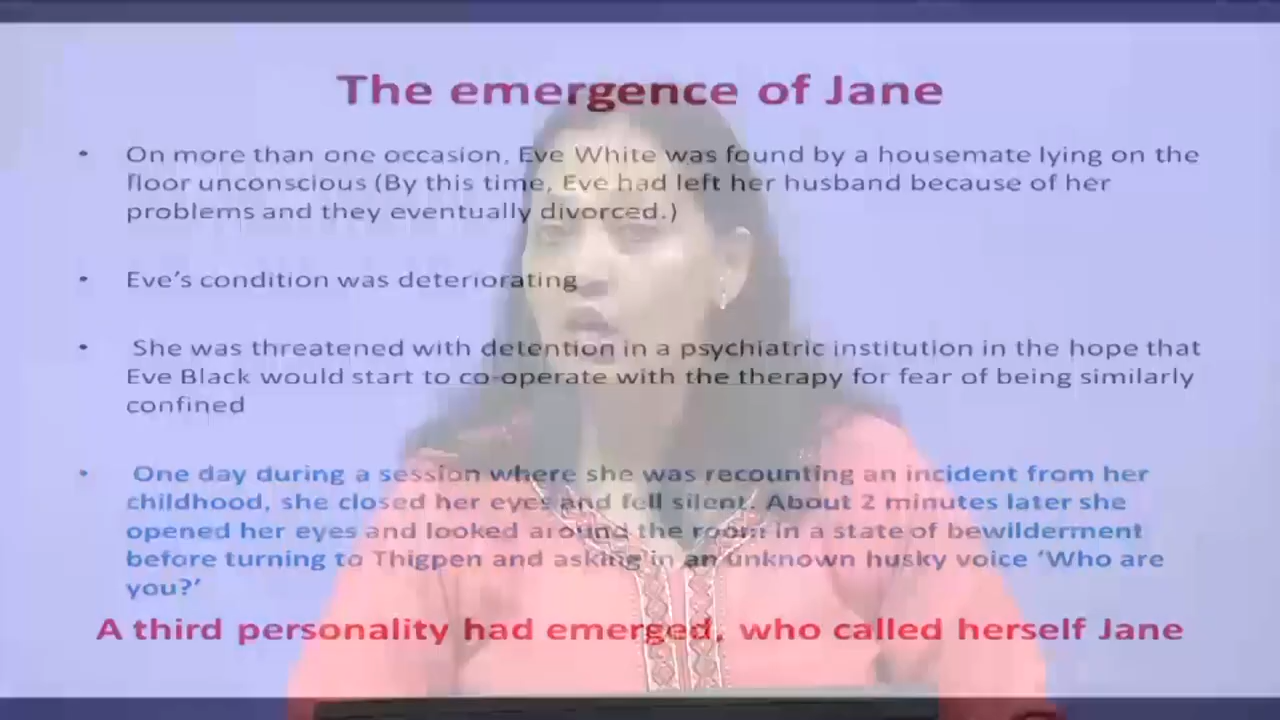 The emergence of Jane
• On more than one occasion, Eve White was found by a housemate lying on the
floor unconscious (By this time, Eve had left her husband because of her
problems and they eventually divorced.)
• Eve’s condition was deteriorating
• She was threatened with detention in a psychiatric institution in the hope that
Eve Black would start to co-operate with the therapy for fear of being similarly
confined
• One day during a session where she was recounting an incident from her
childhood, she closed her eyes and fell silent. About 2 minutes later she
opened her eyes and looked around the room in a state of bewilderment
before turning to Thigpen and asking in an unknown husky voice ‘Who are
you?’
A third personality had emerged, who called herself Jane